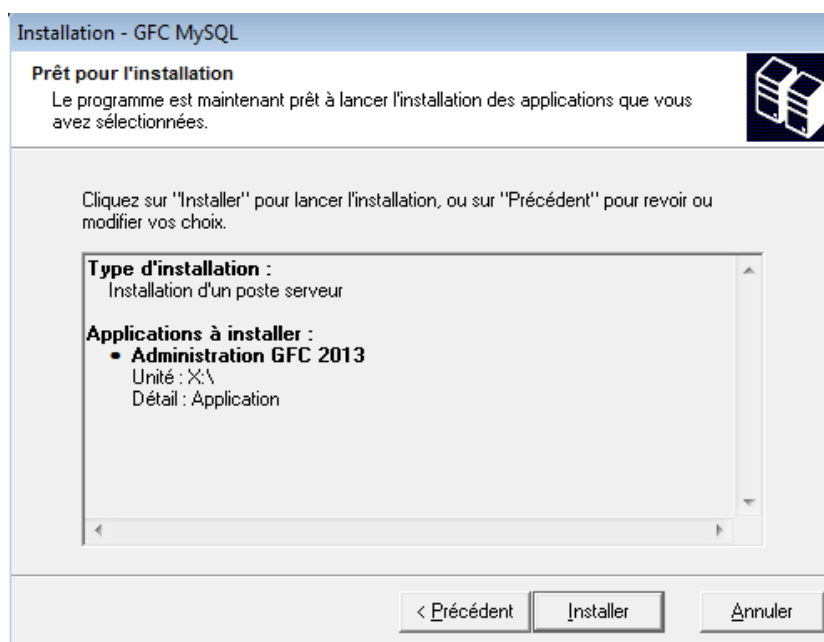 Installation - GFC MySQL
Prêt pour l'installation
Le programme est maintenant prêt à lancer l'installation des applications que vous
avez sélectionnées.
Cliquez sur "Installer" pour lancer l'installation, ou sur "Précédent" pour revoir ou
modifier vos choix.
Type d'installation :
Installation d'un poste serveur
Applications à installer :
• Administration GFC 2013
Unité : X:\
Détail : Application
< Précédent Installer Annuler